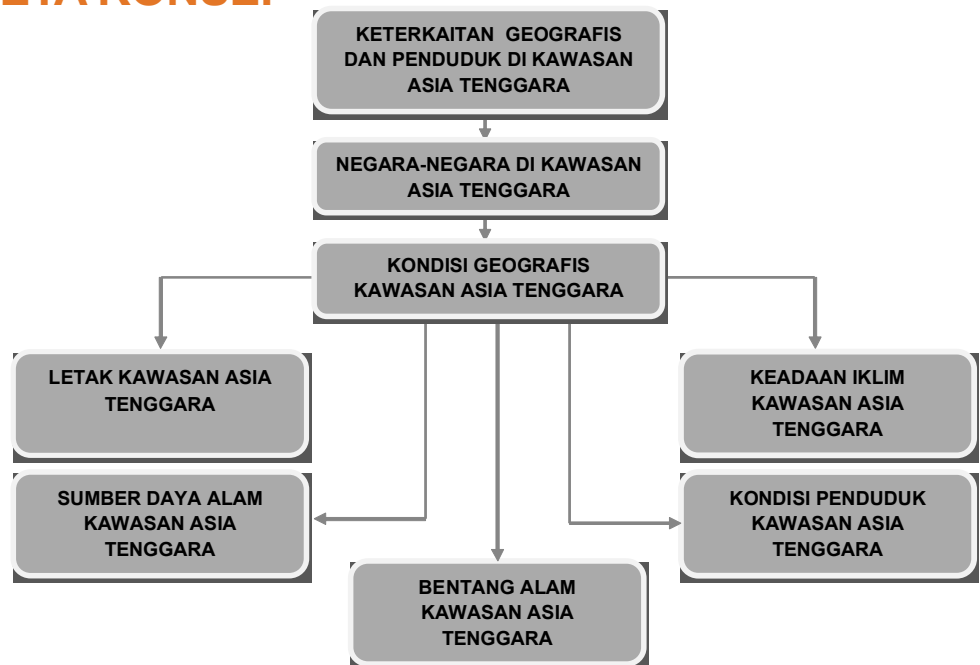 KETERKAITAN GEOGRAFIS
DAN PENDUDUK DI KAWASAN
ASIA TENGGARA
NEGARA-NEGARA DI KAWASAN
ASIA TENGGARA
KONDISI GEOGRAFIS
KAWASAN ASIA TENGGARA
LETAK KAWASAN ASIA
TENGGARA
KEADAAN IKLIM
KAWASAN ASIA
TENGGARA
SUMBER DAYA ALAM
KAWASAN ASIA
TENGGARA
KONDISI PENDUDUK
KAWASAN ASIA
TENGGARA
BENTANG ALAM
KAWASAN ASIA
TENGGARA